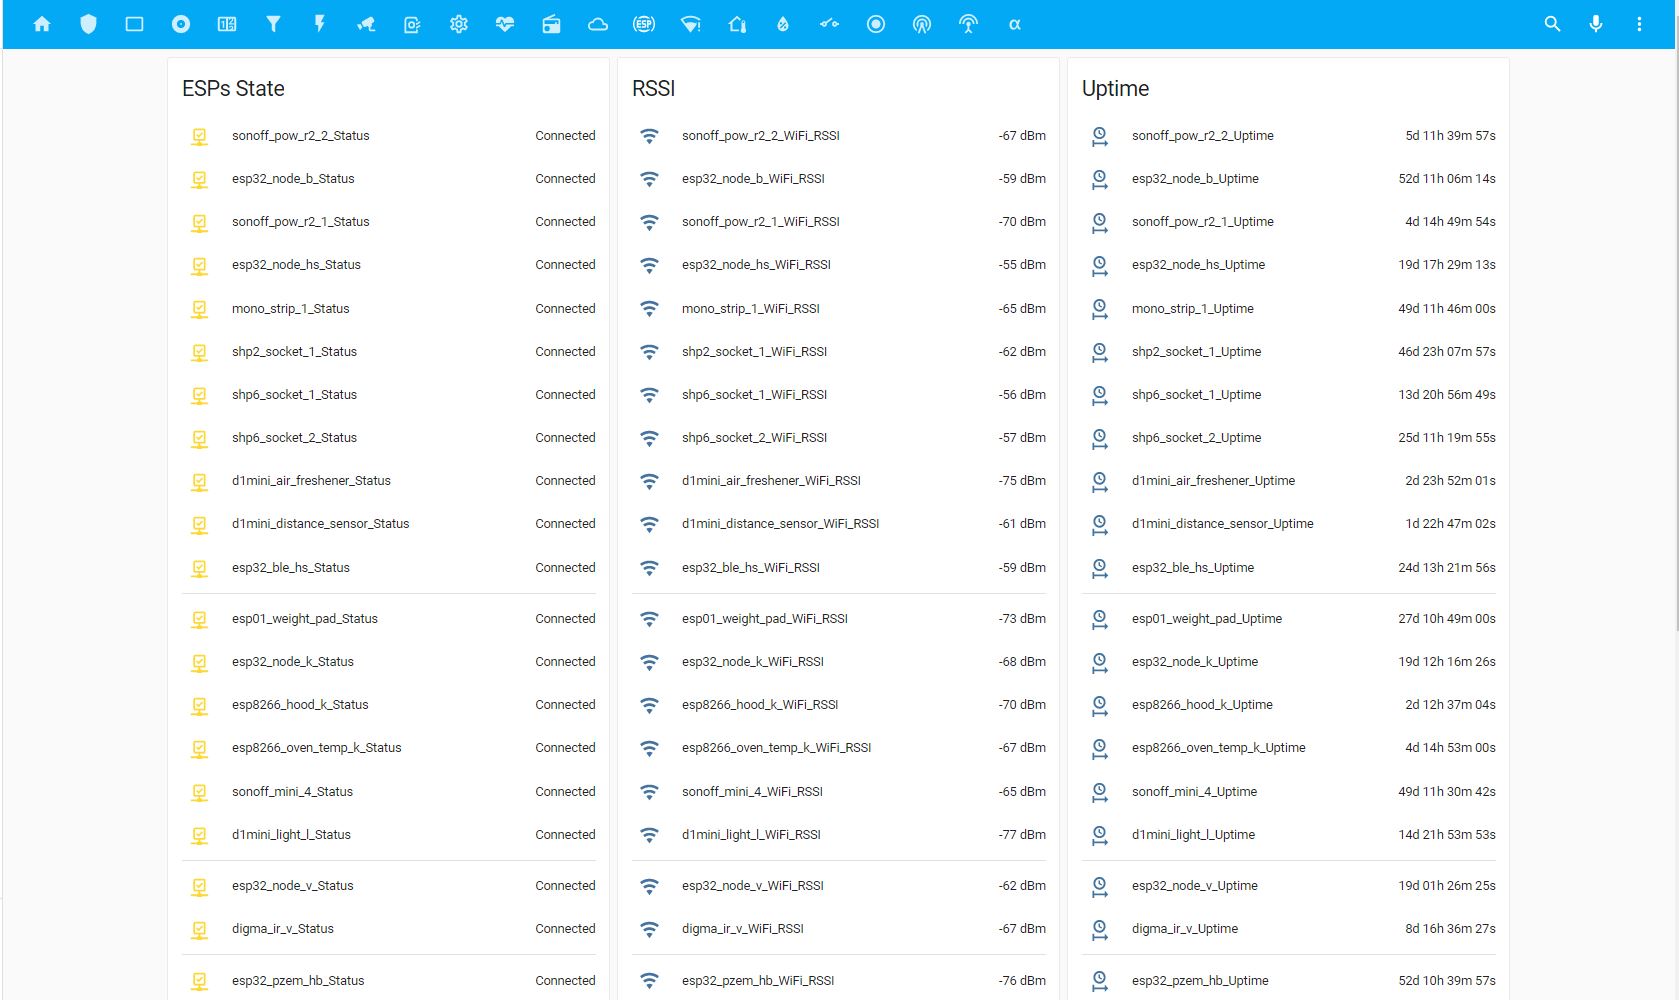 ESP
α
ESPs State
sonoff_pow_r2_2_Status Connected
esp32_node_b_Status Connected
sonoff_pow_r2_1_Status Connected
esp32_node_hs_Status Connected
mono_strip_1_Status Connected
shp2_socket_1_Status Connected
shp6_socket_1_Status Connected
shp6_socket_2_Status Connected
d1mini_air_freshener_Status Connected
d1mini_distance_sensor_Status Connected
esp32_ble_hs_Status Connected
esp01_weight_pad_Status Connected
esp32_node_k_Status Connected
esp8266_hood_k_Status Connected
esp8266_oven_temp_k_Status Connected
sonoff_mini_4_Status Connected
d1mini_light_l_Status Connected
esp32_node_v_Status Connected
digma_ir_v_Status Connected
esp32_pzem_hb_Status Connected
RSSI
sonoff_pow_r2_2_WiFi_RSSI -67 dBm
esp32_node_b_WiFi_RSSI -59 dBm
sonoff_pow_r2_1_WiFi_RSSI -70 dBm
esp32_node_hs_WiFi_RSSI -55 dBm
mono_strip_1_WiFi_RSSI -65 dBm
shp2_socket_1_WiFi_RSSI -62 dBm
shp6_socket_1_WiFi_RSSI -56 dBm
shp6_socket_2_WiFi_RSSI -57 dBm
d1mini_air_freshener_WiFi_RSSI -75 dBm
d1mini_distance_sensor_WiFi_RSSI -61 dBm
esp32_ble_hs_WiFi_RSSI -59 dBm
esp01_weight_pad_WiFi_RSSI -73 dBm
esp32_node_k_WiFi_RSSI -68 dBm
esp8266_hood_k_WiFi_RSSI -70 dBm
esp8266_oven_temp_k_WiFi_RSSI -67 dBm
sonoff_mini_4_WiFi_RSSI -65 dBm
d1mini_light_l_WiFi_RSSI -77 dBm
esp32_node_v_WiFi_RSSI -62 dBm
digma_ir_v_WiFi_RSSI -67 dBm
esp32_pzem_hb_WiFi_RSSI -76 dBm
Uptime
sonoff_pow_r2_2_Uptime 5d 11h 39m 57s
esp32_node_b_Uptime 52d 11h 06m 14s
sonoff_pow_r2_1_Uptime 4d 14h 49m 54s
esp32_node_hs_Uptime 19d 17h 29m 13s
mono_strip_1_Uptime 49d 11h 46m 00s
shp2_socket_1_Uptime 46d 23h 07m 57s
shp6_socket_1_Uptime 13d 20h 56m 49s
shp6_socket_2_Uptime 25d 11h 19m 55s
d1mini_air_freshener_Uptime 2d 23h 52m 01s
d1mini_distance_sensor_Uptime 1d 22h 47m 02s
esp32_ble_hs_Uptime 24d 13h 21m 56s
esp01_weight_pad_Uptime 27d 10h 49m 00s
esp32_node_k_Uptime 19d 12h 16m 26s
esp8266_hood_k_Uptime 2d 12h 37m 04s
esp8266_oven_temp_k_Uptime 4d 14h 53m 00s
sonoff_mini_4_Uptime 49d 11h 30m 42s
d1mini_light_l_Uptime 14d 21h 53m 53s
esp32_node_v_Uptime 19d 01h 26m 25s
digma_ir_v_Uptime 8d 16h 36m 27s
esp32_pzem_hb_Uptime 52d 10h 39m 57s